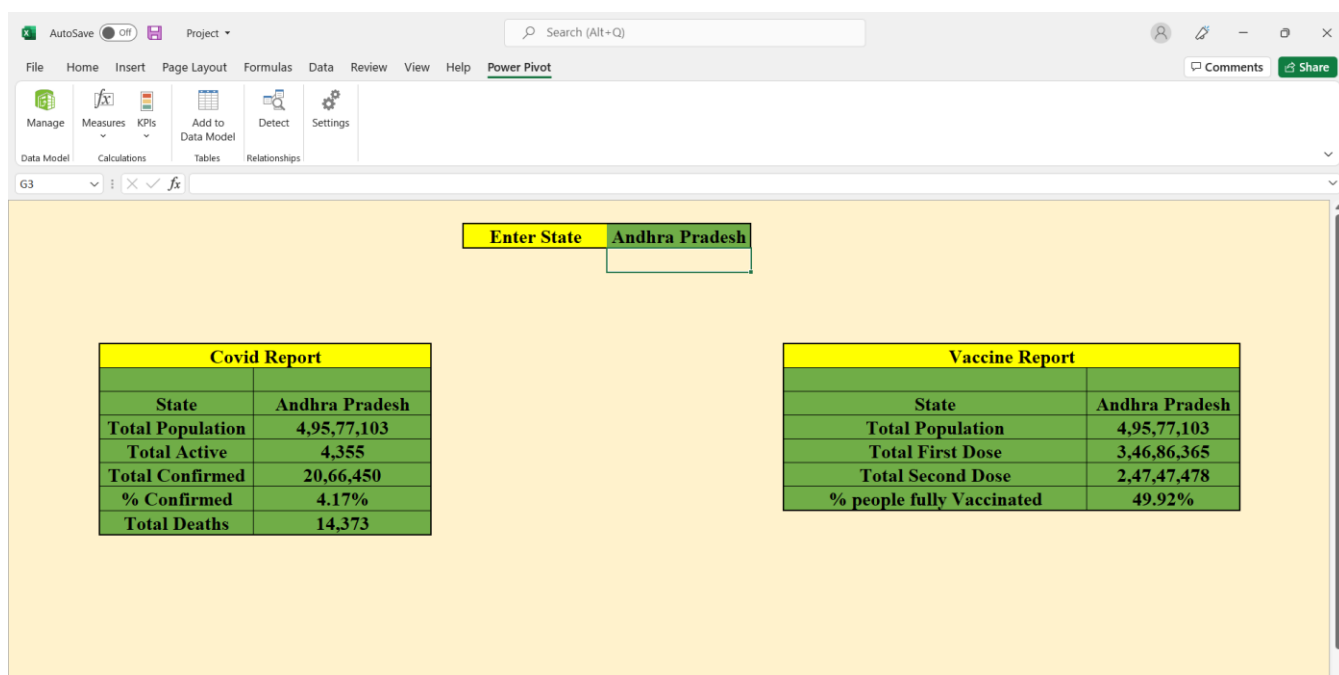 AutoSave Off Project Search (Alt+Q)
File Home Insert Page Layout Formulas Data Review View Help Power Pivot Comments Share
Manage Measures KPIs Add to Data Model Detect Settings
Data Model Calculations Tables Relationships
G3 fx
Enter State Andhra Pradesh
Covid Report
State Andhra Pradesh
Total Population 4,95,77,103
Total Active 4,355
Total Confirmed 20,66,450
% Confirmed 4.17%
Total Deaths 14,373
Vaccine Report
State Andhra Pradesh
Total Population 4,95,77,103
Total First Dose 3,46,86,365
Total Second Dose 2,47,47,478
% people fully Vaccinated 49.92%